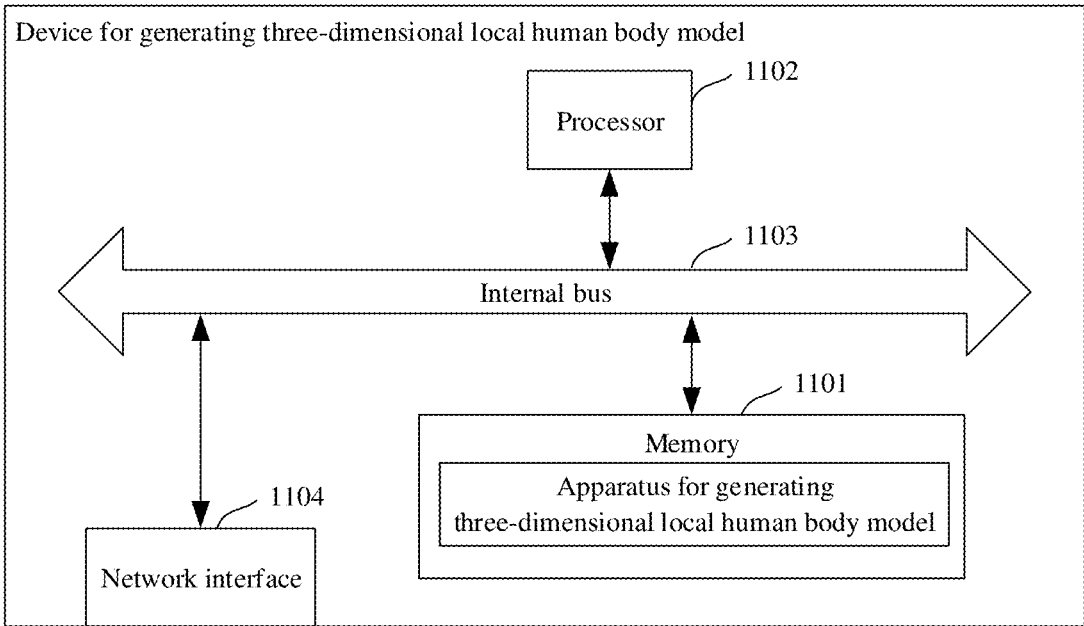 Device for generating three-dimensional local human body model
1102
Processor
1103
Internal bus
1101
Memory
Apparatus for generating
three-dimensional local human body model
1104
Network interface